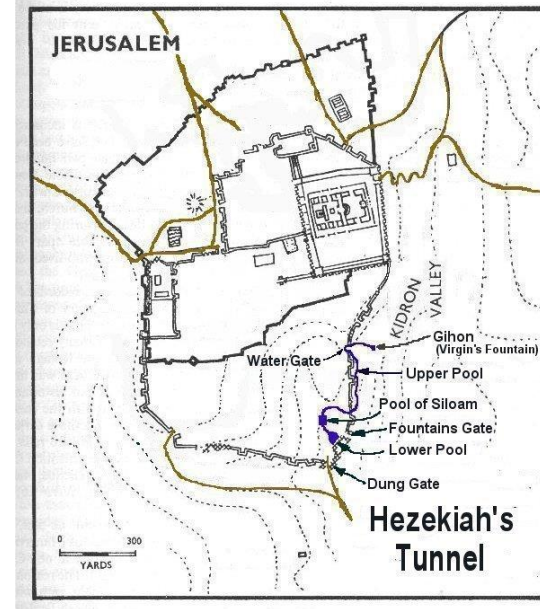 JERUSALEM
KIDRON
VALLEY
Gihon
(Virgin's Fountain)
Water Gate
Upper Pool
Pool of Siloam
Fountains Gate
Lower Pool
Dung Gate
Hezekiah's
Tunnel
0 300
YARDS